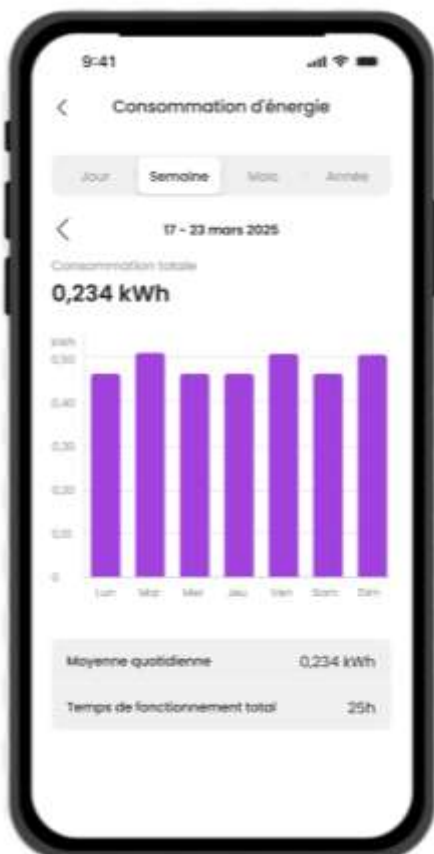 9:41
Consommation d'énergie
Jour Semaine Mois Année
17 - 23 mars 2025
Consommation totale
0,234 kWh
kWh
0,50
0,40
0,30
0,20
0,10
0
Lun Mar Mer Jeu Ven Sam Dim
Moyenne quotidienne 0,234 kWh
Temps de fonctionnement total 25h